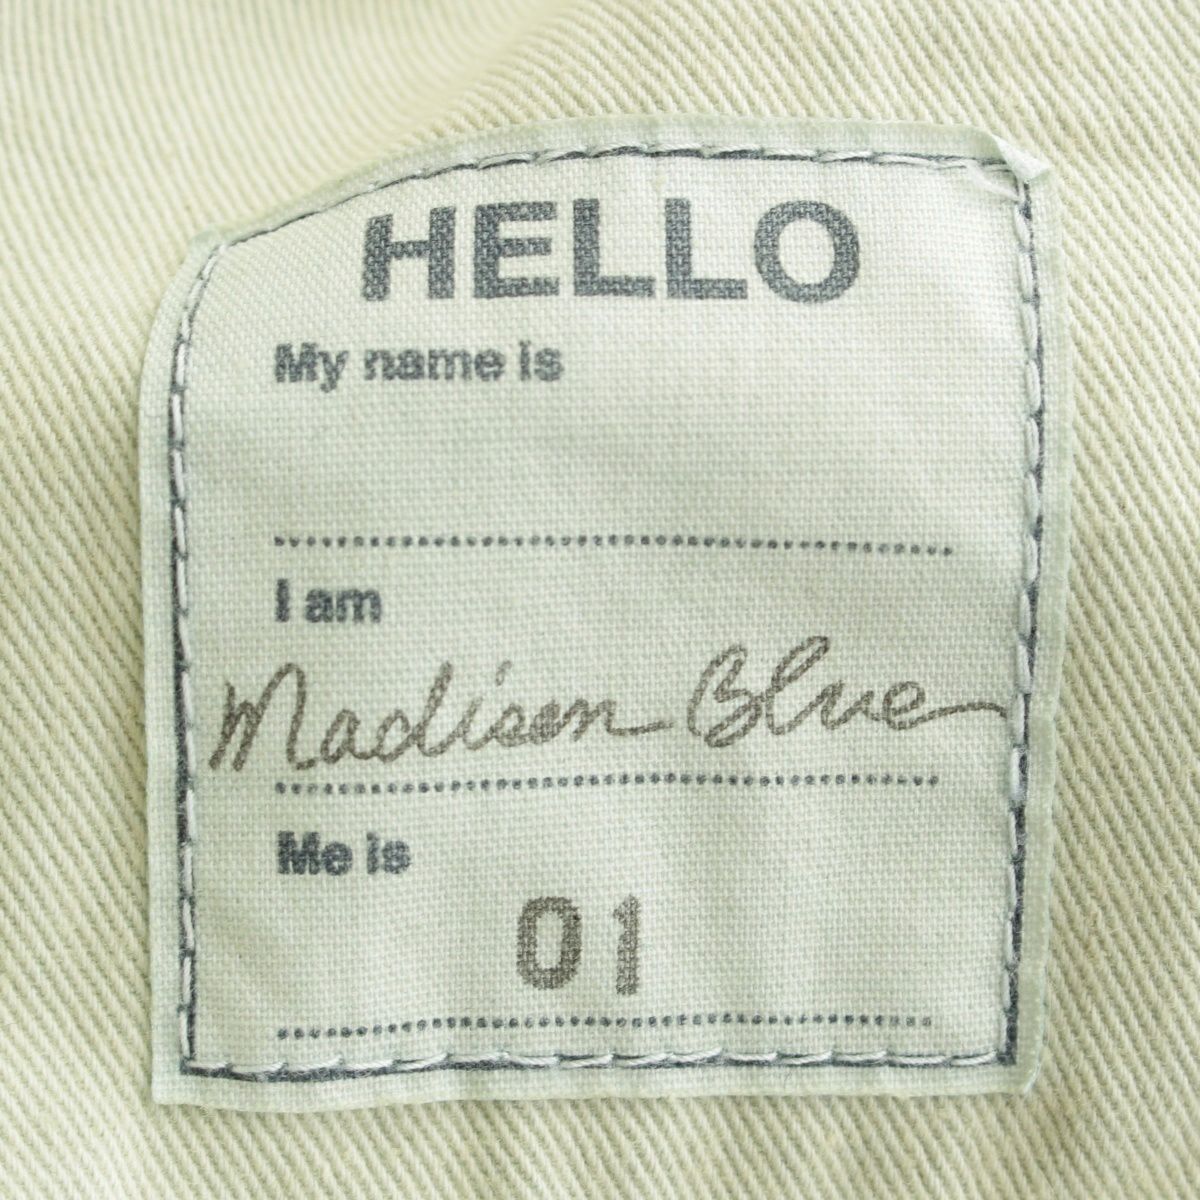 HELLO
My name is
I am
Madison Blue
Me is
01